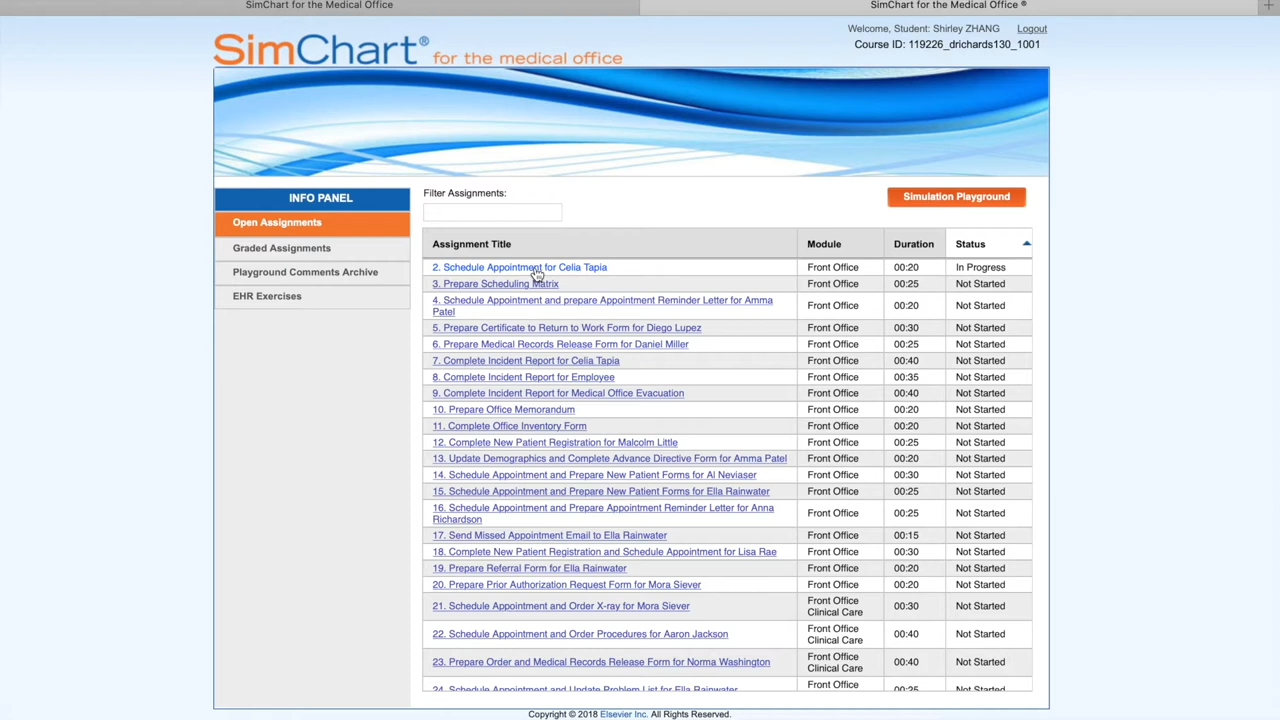 SimChart for the Medical Office
SimChart for the Medical Office ®
Welcome, Student: Shirley ZHANG Logout
Course ID: 119226_drichards130_1001
SimChart® for the medical office
INFO PANEL
Open Assignments
Graded Assignments
Playground Comments Archive
EHR Exercises
Filter Assignments:
Simulation Playground
Assignment Title Module Duration Status
2. Schedule Appointment for Celia Tapia Front Office 00:20 In Progress
3. Prepare Scheduling Matrix Front Office 00:25 Not Started
4. Schedule Appointment and prepare Appointment Reminder Letter for Amma
Patel Front Office 00:20 Not Started
5. Prepare Certificate to Return to Work Form for Diego Lupez Front Office 00:30 Not Started
6. Prepare Medical Records Release Form for Daniel Miller Front Office 00:25 Not Started
7. Complete Incident Report for Celia Tapia Front Office 00:40 Not Started
8. Complete Incident Report for Employee Front Office 00:35 Not Started
9. Complete Incident Report for Medical Office Evacuation Front Office 00:40 Not Started
10. Prepare Office Memorandum Front Office 00:20 Not Started
11. Complete Office Inventory Form Front Office 00:20 Not Started
12. Complete New Patient Registration for Malcolm Little Front Office 00:25 Not Started
13. Update Demographics and Complete Advance Directive Form for Amma Patel Front Office 00:20 Not Started
14. Schedule Appointment and Prepare New Patient Forms for Al Neviaser Front Office 00:30 Not Started
15. Schedule Appointment and Prepare New Patient Forms for Ella Rainwater Front Office 00:25 Not Started
16. Schedule Appointment and Prepare Appointment Reminder Letter for Anna
Richardson Front Office 00:25 Not Started
17. Send Missed Appointment Email to Ella Rainwater Front Office 00:15 Not Started
18. Complete New Patient Registration and Schedule Appointment for Lisa Rae Front Office 00:30 Not Started
19. Prepare Referral Form for Ella Rainwater Front Office 00:20 Not Started
20. Prepare Prior Authorization Request Form for Mora Siever Front Office 00:20 Not Started
21. Schedule Appointment and Order X-ray for Mora Siever Front Office 00:30 Not Started
Clinical Care
22. Schedule Appointment and Order Procedures for Aaron Jackson Front Office 00:40 Not Started
Clinical Care
23. Prepare Order and Medical Records Release Form for Norma Washington Front Office 00:40 Not Started
Clinical Care
24. Schedule Appointment and Update Problem List for Ella Rainwater Front Office 00:25 Not Started
Copyright © 2018 Elsevier Inc. All Rights Reserved.